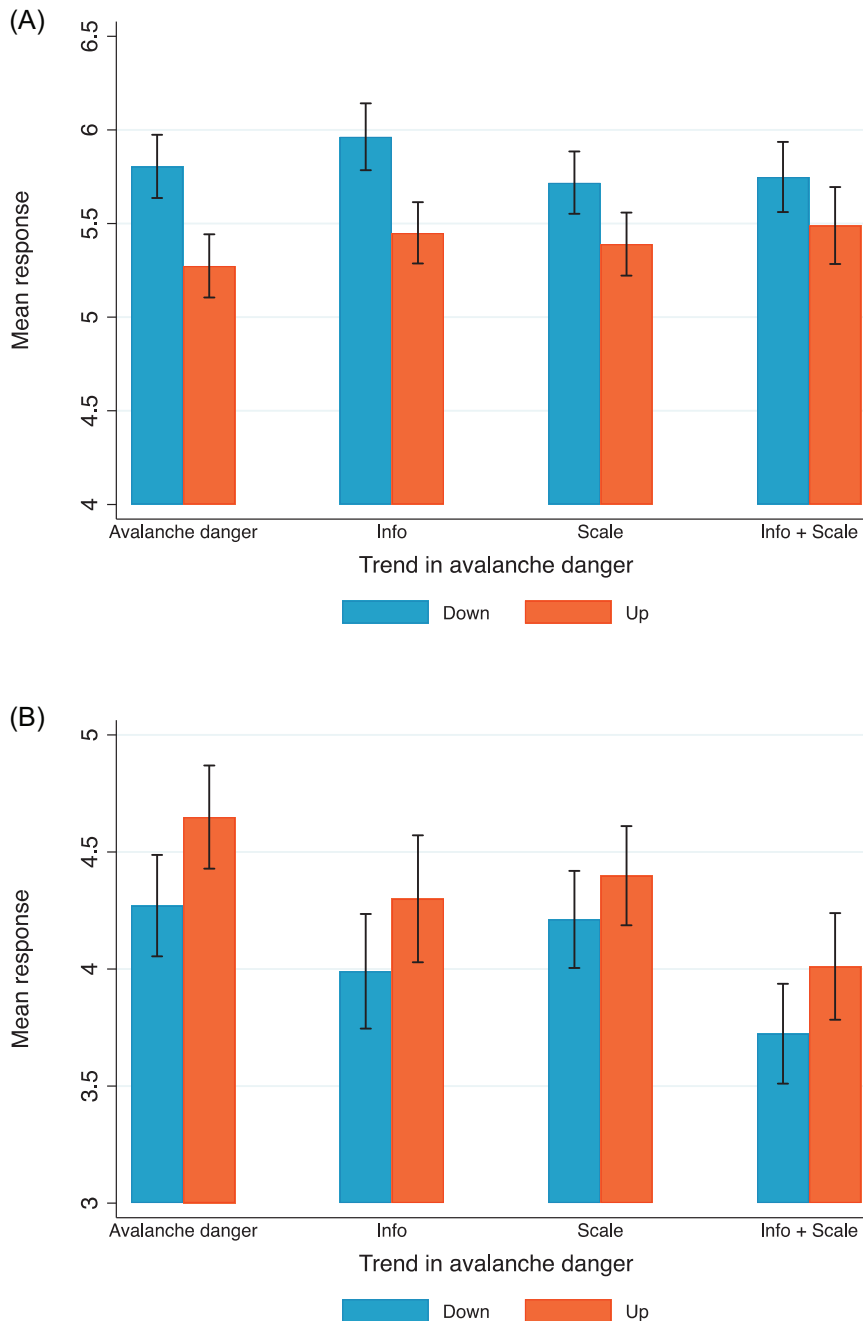 (A)
6.5
6
5.5
5
4.5
4
Mean response
Avalanche danger Info Scale Info + Scale
Trend in avalanche danger
Down Up
(B)
5
4.5
4
3.5
3
Mean response
Avalanche danger Info Scale Info + Scale
Trend in avalanche danger
Down Up